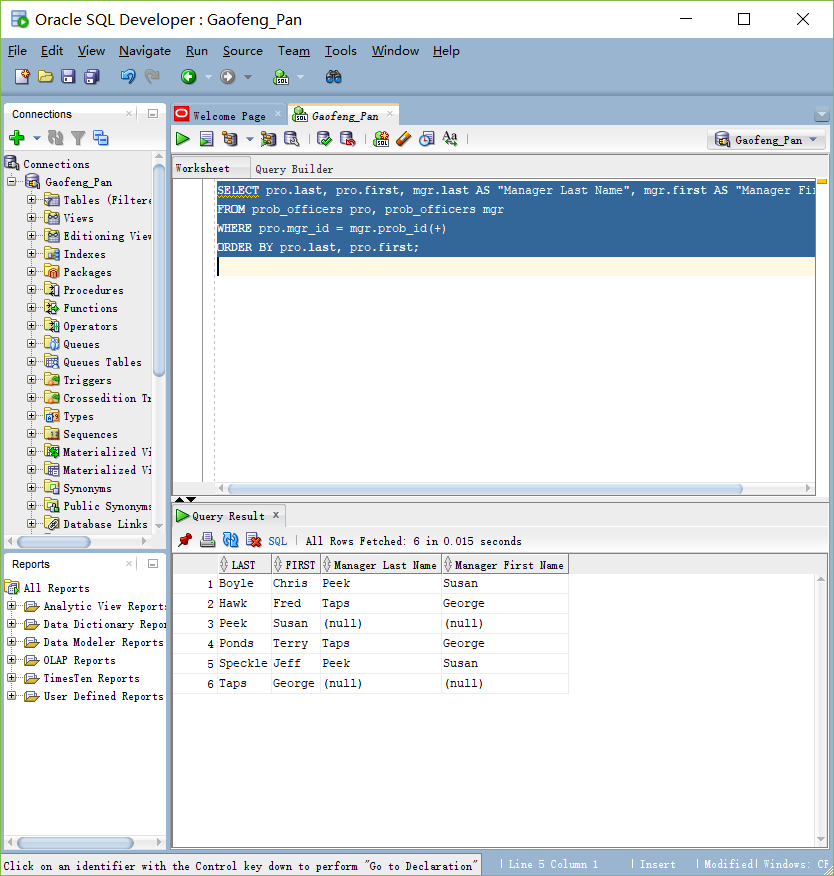 Oracle SQL Developer : Gaofeng_Pan
File Edit View Navigate Run Source Team Tools Window Help
Connections
Connections
Gaofeng_Pan
Tables (Filtere
Views
Editioning View
Indexes
Packages
Procedures
Functions
Operators
Queues
Queues Tables
Triggers
Crossedition Tr
Types
Sequences
Materialized Vi
Materialized Vi
Synonyms
Public Synonyms
Database Links
Reports
All Reports
Analytic View Reports
Data Dictionary Repor
Data Modeler Reports
OLAP Reports
TimesTen Reports
User Defined Reports
Welcome Page Gaofeng_Pan
Gaofeng_Pan
Worksheet Query Builder
SELECT pro.last, pro.first, mgr.last AS "Manager Last Name", mgr.first AS "Manager Fi
FROM prob_officers pro, prob_officers mgr
WHERE pro.mgr_id = mgr.prob_id(+)
ORDER BY pro.last, pro.first;
Query Result
SQL | All Rows Fetched: 6 in 0.015 seconds
LAST FIRST Manager Last Name Manager First Name
1 Boyle Chris Peek Susan
2 Hawk Fred Taps George
3 Peek Susan (null) (null)
4 Ponds Terry Taps George
5 Speckle Jeff Peek Susan
6 Taps George (null) (null)
Click on an identifier with the Control key down to perform "Go to Declaration" | Line 5 Column 1 | Insert | Modified | Windows: CR